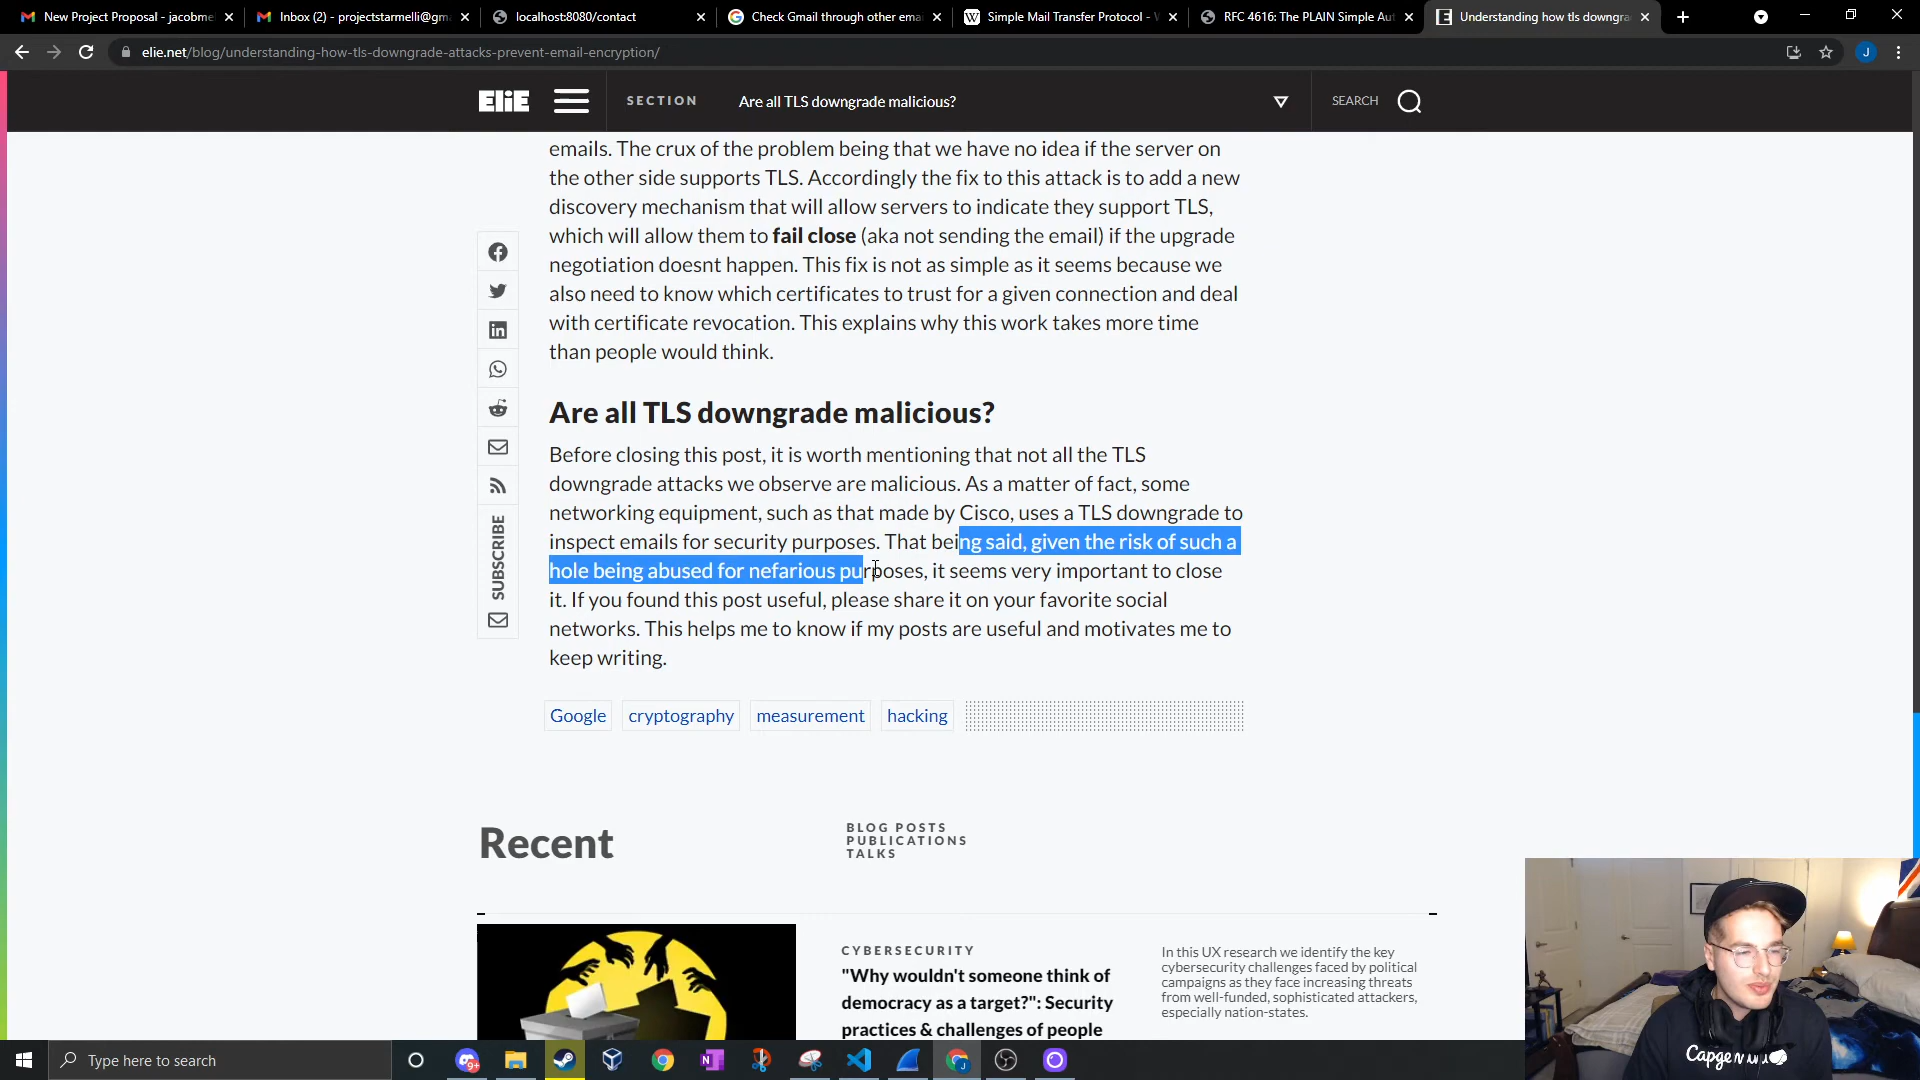 New Project Proposal - jacobme
Inbox (2) - projectstarmelli@gm
localhost:8080/contact
Check Gmail through other ema
Simple Mail Transfer Protocol - W
RFC 4616: The PLAIN Simple Aut
Understanding how tls downgra
elie.net/blog/understanding-how-tls-downgrade-attacks-prevent-email-encryption/
J
ELiE
SECTION
Are all TLS downgrade malicious?
SEARCH
emails. The crux of the problem being that we have no idea if the server on
the other side supports TLS. Accordingly the fix to this attack is to add a new
discovery mechanism that will allow servers to indicate they support TLS,
which will allow them to fail close (aka not sending the email) if the upgrade
negotiation doesnt happen. This fix is not as simple as it seems because we
also need to know which certificates to trust for a given connection and deal
with certificate revocation. This explains why this work takes more time
than people would think.
Are all TLS downgrade malicious?
Before closing this post, it is worth mentioning that not all the TLS
downgrade attacks we observe are malicious. As a matter of fact, some
networking equipment, such as that made by Cisco, uses a TLS downgrade to
inspect emails for security purposes. That being said, given the risk of such a
hole being abused for nefarious purposes, it seems very important to close
it. If you found this post useful, please share it on your favorite social
networks. This helps me to know if my posts are useful and motivates me to
keep writing.
SUBSCRIBE
Google
cryptography
measurement
hacking
Recent
BLOG POSTS
PUBLICATIONS
TALKS
CYBERSECURITY
"Why wouldn't someone think of
democracy as a target?": Security
practices & challenges of people
In this UX research we identify the key
cybersecurity challenges faced by political
campaigns as they face increasing threats
from well-funded, sophisticated attackers,
especially nation-states.
Type here to search